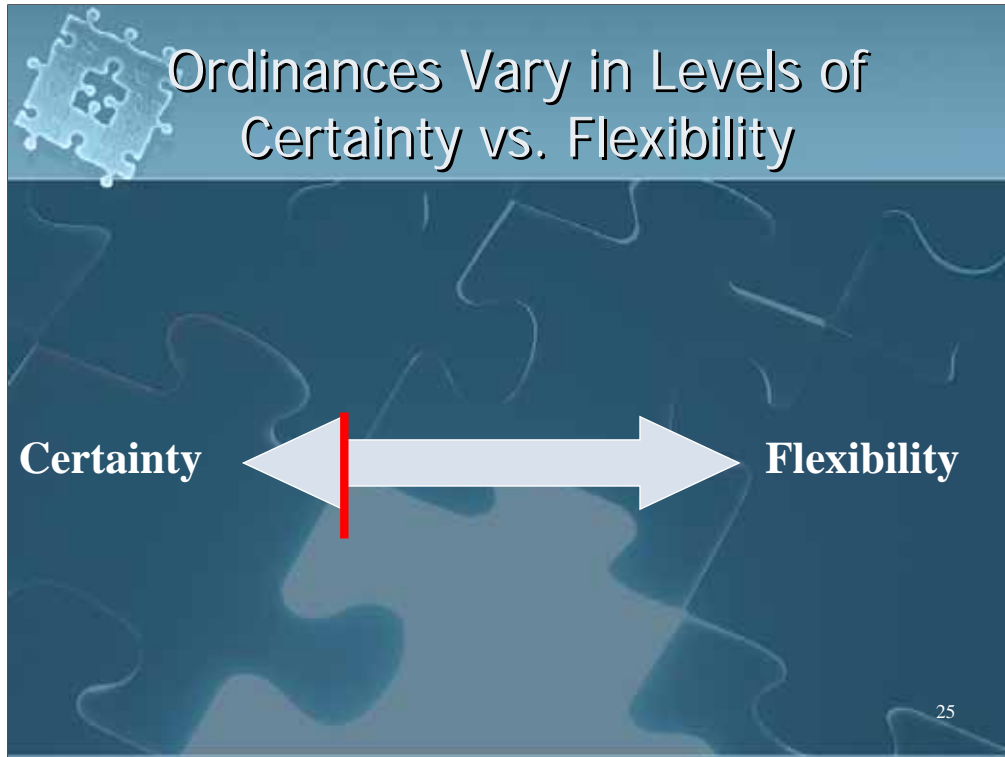 Ordinances Vary in Levels of
Certainty vs. Flexibility
Certainty
Flexibility
25